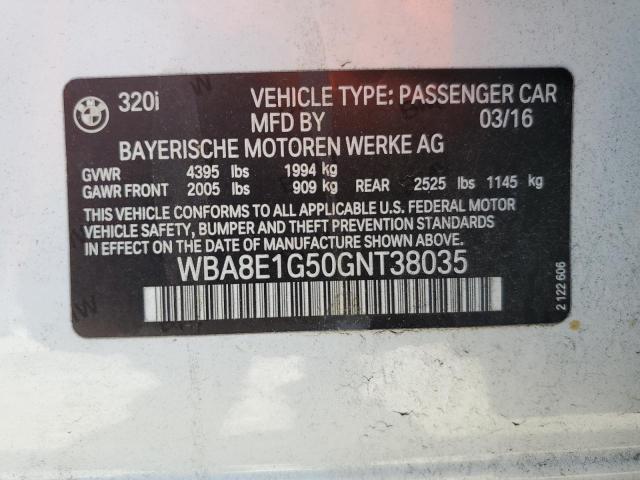 320i VEHICLE TYPE: PASSENGER CAR
MFD BY 03/16
BAYERISCHE MOTOREN WERKE AG
GVWR 4395 lbs 1994 kg
GAWR FRONT 2005 lbs 909 kg REAR 2525 lbs 1145 kg
THIS VEHICLE CONFORMS TO ALL APPLICABLE U.S. FEDERAL MOTOR
VEHICLE SAFETY, BUMPER AND THEFT PREVENTION STANDARDS
IN EFFECT ON THE DATE OF MANUFACTURE SHOWN ABOVE.
WBA8E1G50GNT38035
2 122 606